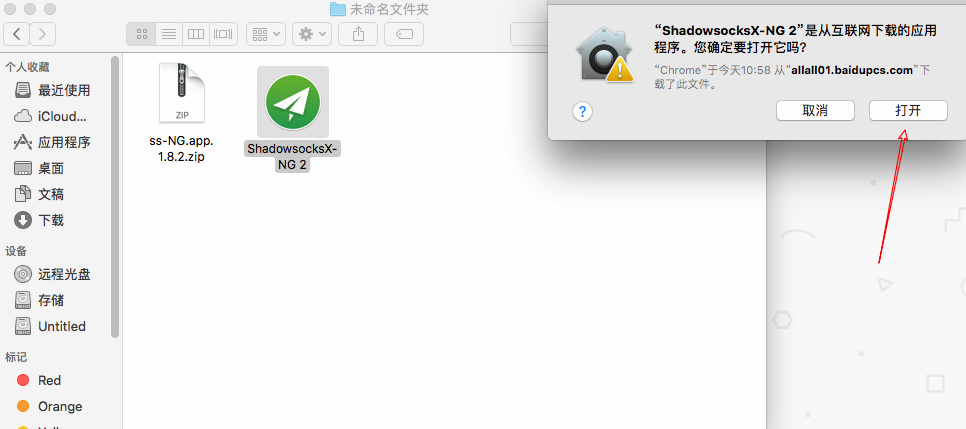 未命名文件夹
个人收藏
最近使用
iCloud...
应用程序
桌面
文稿
下载
设备
远程光盘
存储
Untitled
标记
Red
Orange
ZIP
ss-NG.app.
1.8.2.zip
ShadowsocksX-
NG 2
“ShadowsocksX-NG 2”是从互联网下载的应用
程序。您确定要打开它吗?
“Chrome”于今天10:58 从“allall01.baidupcs.com”下
载了此文件。
?
取消
打开